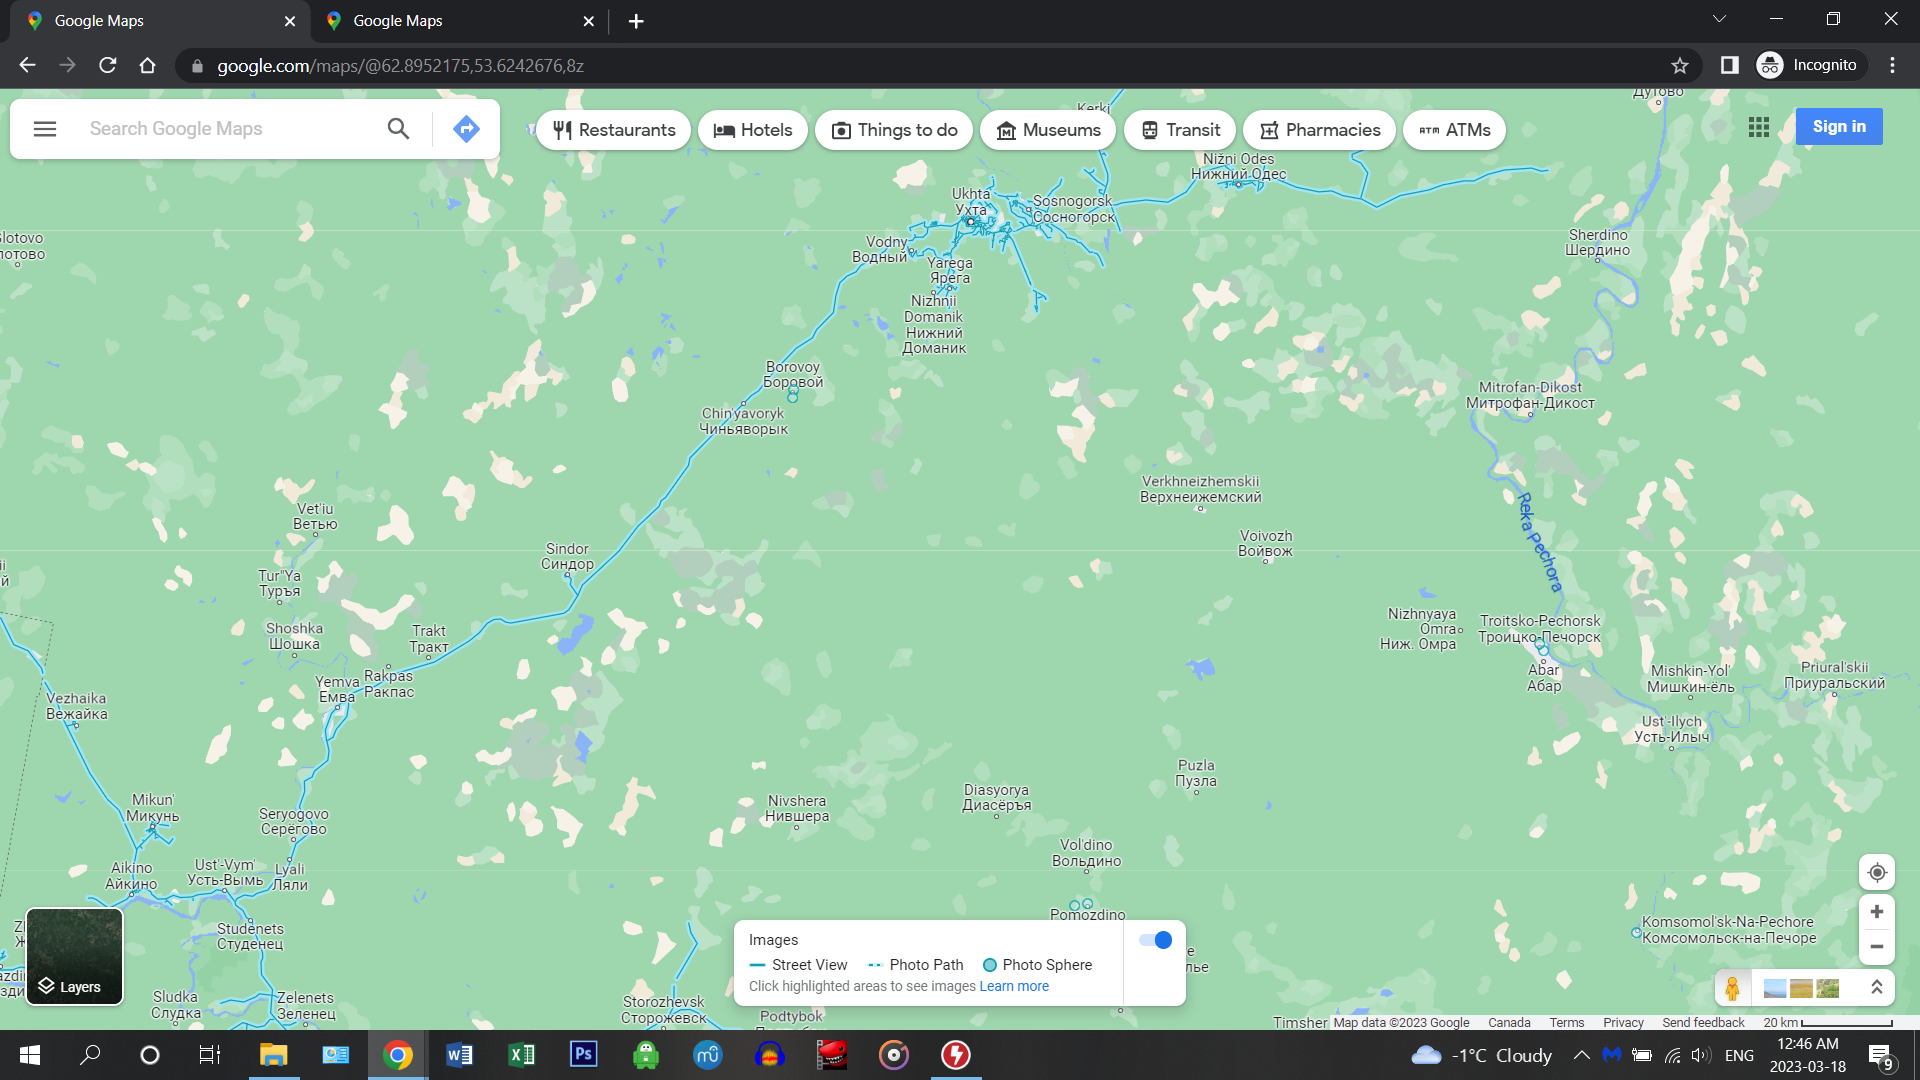 Google Maps
Google Maps
google.com/maps/@62.8952175,53.6242676,8z
Incognito
Search Google Maps
Restaurants
Hotels
Things to do
Museums
Transit
Pharmacies
ATMs
Sign in
Kerki
Дутово
Nižni Odes
Нижний Одес
Ukhta
Ухта
Sosnogorsk
Сосногорск
Glotovo
лотово
Vodny
Водный
Yarega
Ярега
Sherdino
Шердино
Nizhnii
Domanik
Нижний
Доманик
Borovoy
Боровой
Mitrofan-Dikost
Митрофан-Дикост
Chin'yavoryk
Чиньяворык
Verkhneizhemskii
Верхнеижемский
Vet'iu
Ветью
Reka Pechora
Voivozh
Войвож
Sindor
Синдор
Tur"Ya
Турья
Nizhnyaya
Omra
Ниж. Омра
Troitsko-Pechorsk
Троицко-Печорск
Shoshka
Шошка
Trakt
Тракт
Abar
Абар
Mishkin-Yol'
Мишкин-ёль
Priural'skii
Приуральский
Yemva
Емва
Rakpas
Ракпас
Vezhaika
Вежайка
Ust'-Ilych
Усть-Илыч
Puzla
Пузла
Mikun'
Микунь
Seryogovo
Серёгово
Nivshera
Нившера
Diasyorya
Диасёръя
Vol'dino
Вольдино
Aikino
Айкино
Ust'-Vym'
Усть-Вымь
Lyali
Ляли
Pomozdino
Komsomol'sk-Na-Pechore
Комсомольск-на-Печоре
Studenets
Студенец
Images
Street View
Photo Path
Photo Sphere
Click highlighted areas to see images Learn more
Layers
Sludka
Слудка
Zelenets
Зеленец
Storozhevsk
Сторожевск
Podtybok
Timsher
Map data ©2023 Google
Canada
Terms
Privacy
Send feedback
20 km
-1°C Cloudy
ENG
12:46 AM
2023-03-18
9